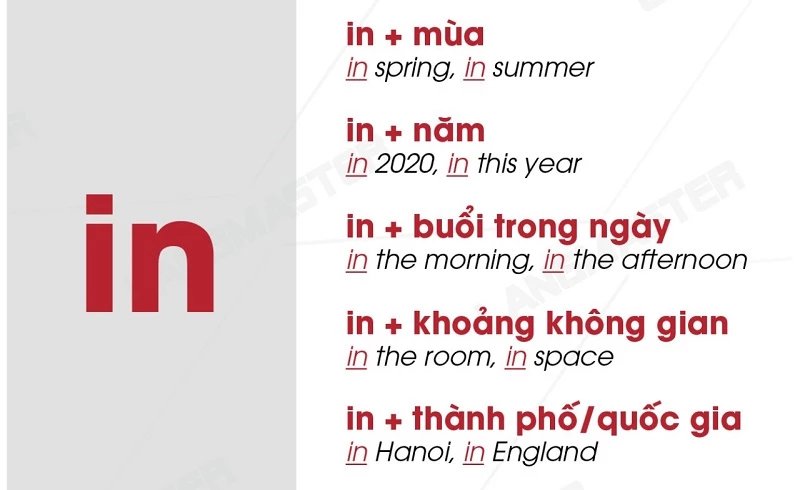 in
in + mùa
in spring, in summer
in + năm
in 2020, in this year
in + buổi trong ngày
in the morning, in the afternoon
in + khoảng không gian
in the room, in space
in + thành phố/quốc gia
in Hanoi, in England
ANGMASTER